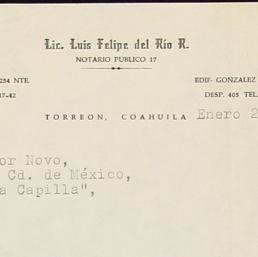 Lic. Luis Felipe del Río R.
NOTARIO PUBLICO 17
254 NTE.
EDIF- GONZALEZ
17-42
DESP. 405 TEL.
TORREON, COAHUILA Enero 2
or Novo,
Cd. de México,
a Capilla",